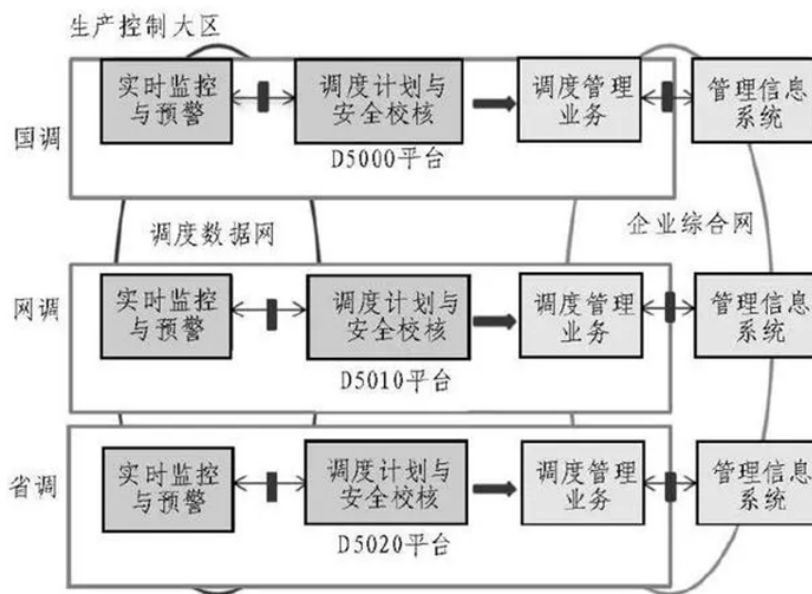 生产控制大区
实时监控
与预警
调度计划与
安全校核
调度管理
业务
管理信息
系统
国调
D5000平台
调度数据网
企业综合网
实时监控
与预警
调度计划与
安全校核
调度管理
业务
管理信息
系统
网调
D5010平台
实时监控
与预警
调度计划与
安全校核
调度管理
业务
管理信息
系统
省调
D5020平台